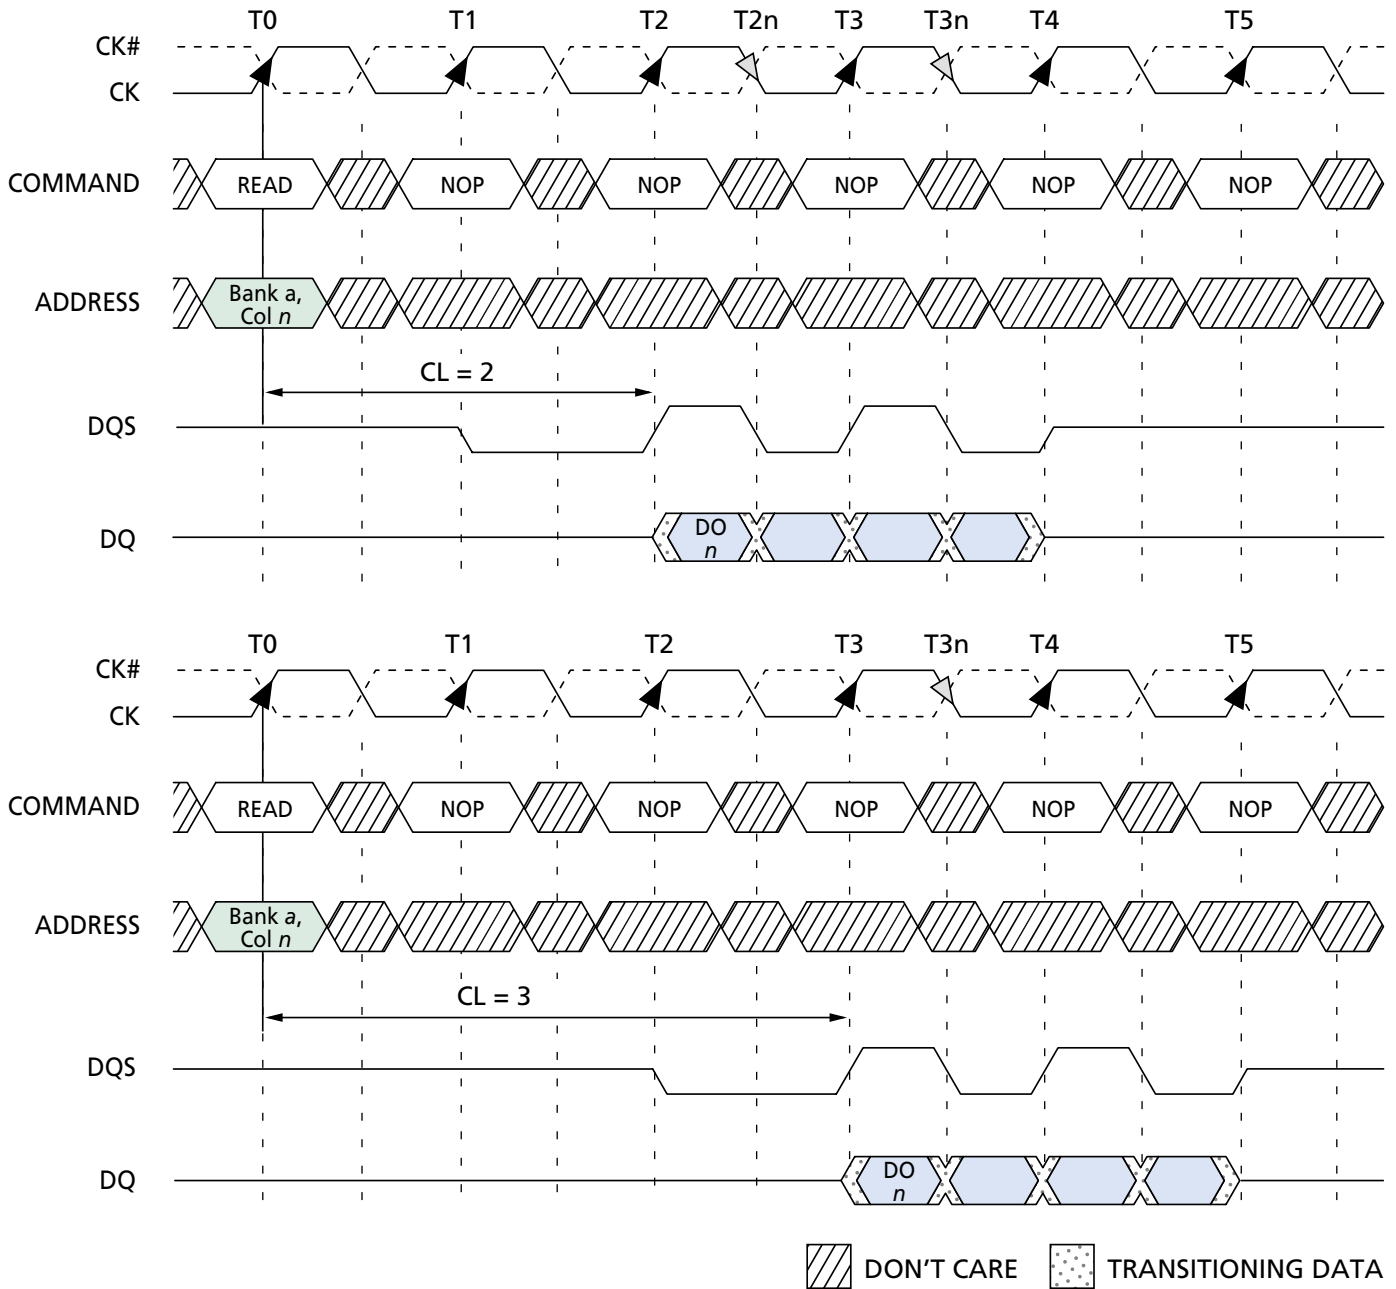 T0 T1 T2 T2n T3 T3n T4 T5
CK#
CK
COMMAND READ NOP NOP NOP NOP NOP
ADDRESS Bank a,
Col n
CL = 2
DQS
DQ DO
n
T0 T1 T2 T3 T3n T4 T5
CK#
CK
COMMAND READ NOP NOP NOP NOP NOP
ADDRESS Bank a,
Col n
CL = 3
DQS
DQ DO
n
DON'T CARE TRANSITIONING DATA